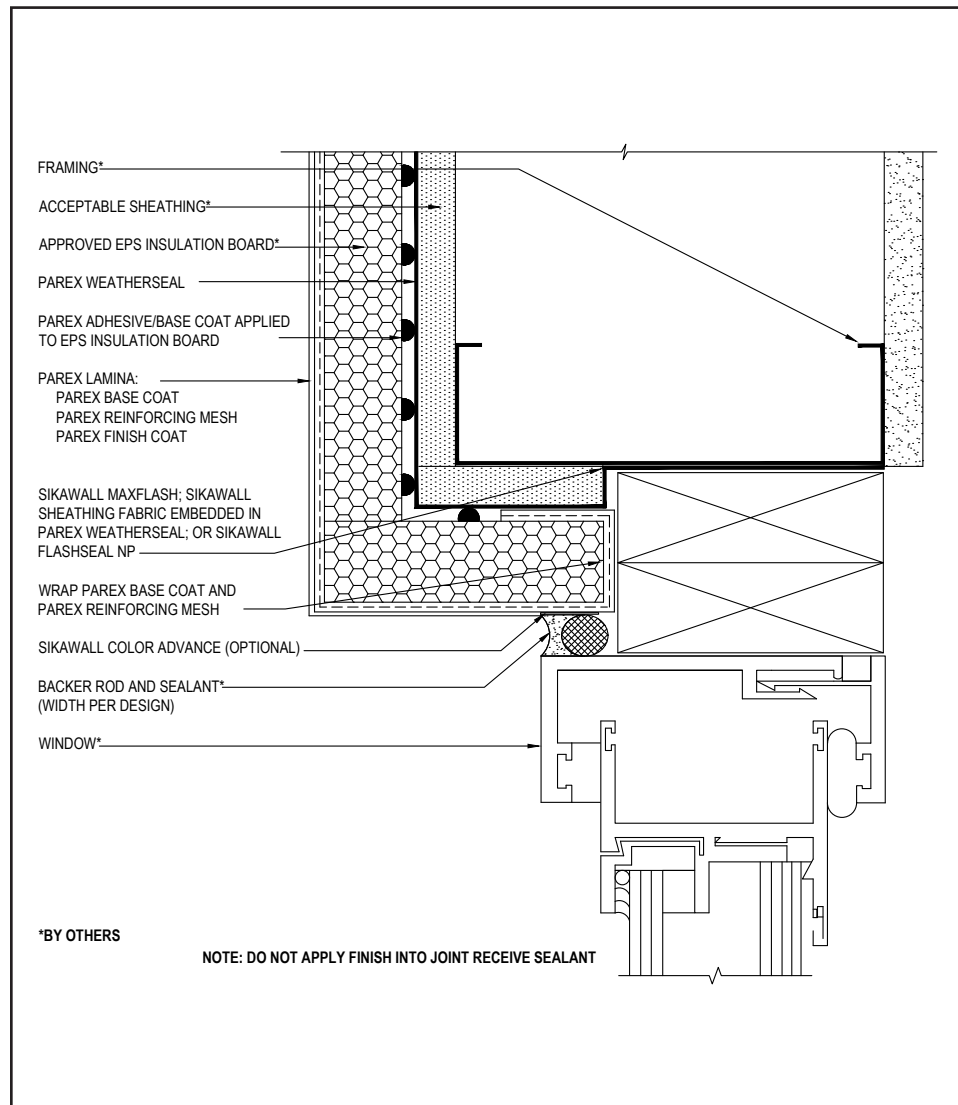 FRAMING*
ACCEPTABLE SHEATHING*
APPROVED EPS INSULATION BOARD*
PAREX WEATHERSEAL
PAREX ADHESIVE/BASE COAT APPLIED
TO EPS INSULATION BOARD
PAREX LAMINA:
PAREX BASE COAT
PAREX REINFORCING MESH
PAREX FINISH COAT
SIKAWALL MAXFLASH; SIKAWALL
SHEATHING FABRIC EMBEDDED IN
PAREX WEATHERSEAL; OR SIKAWALL
FLASHSEAL NP
WRAP PAREX BASE COAT AND
PAREX REINFORCING MESH
SIKAWALL COLOR ADVANCE (OPTIONAL)
BACKER ROD AND SEALANT*
(WIDTH PER DESIGN)
WINDOW*
*BY OTHERS
NOTE: DO NOT APPLY FINISH INTO JOINT RECEIVE SEALANT